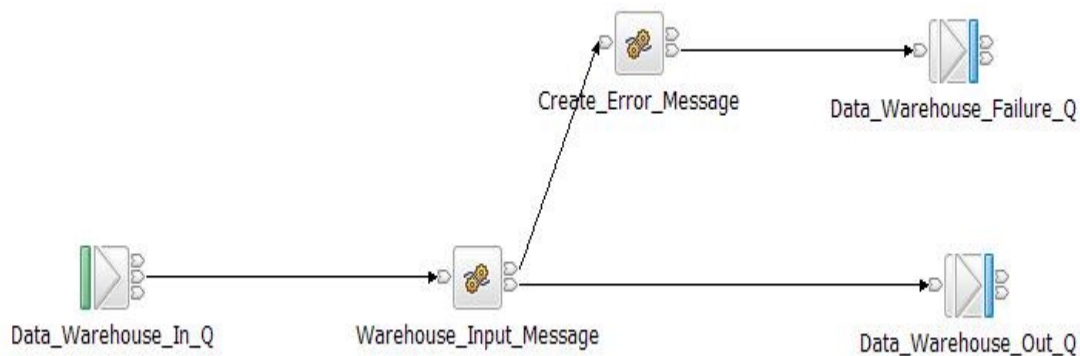 Create_Error_Message
Data_Warehouse_Failure_Q
Data_Warehouse_In_Q
Warehouse_Input_Message
Data_Warehouse_Out_Q